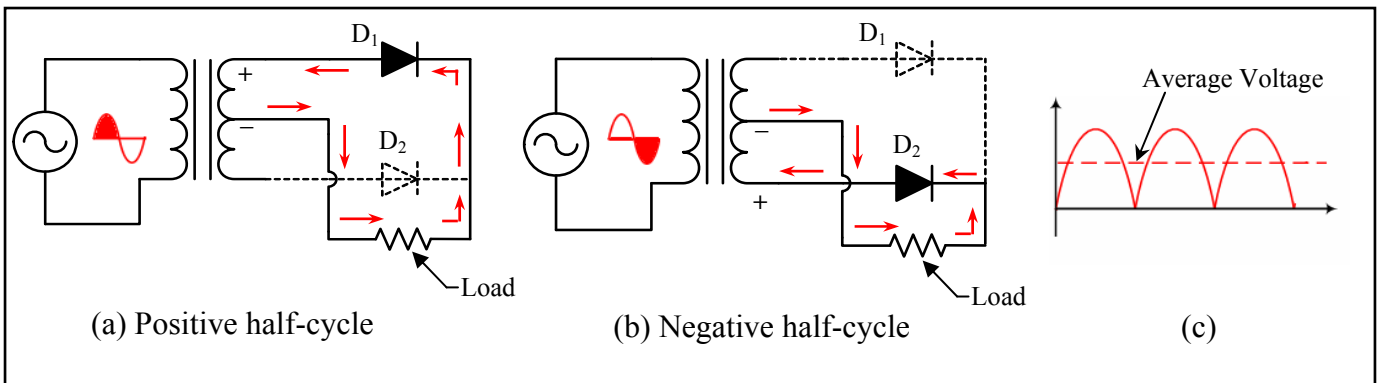 D₁
+
−
D₂
Load
(a) Positive half-cycle
D₁
−
D₂
+
Load
(b) Negative half-cycle
Average Voltage
(c)